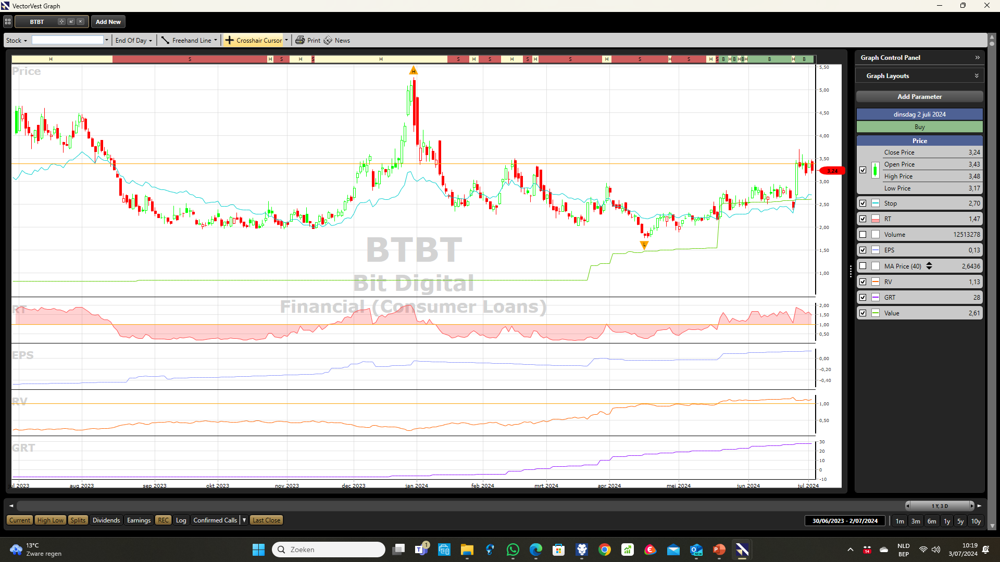 VectorVest Graph
BTBT
Add New
Stock
End Of Day
Freehand Line
Crosshair Cursor
Print
News
H S H S H S H S H S H S H S H S H S H S B H B H B H B H B
Price
H
L
5,50
5,00
4,50
4,00
3,50
3,24
3,00
2,50
2,00
1,50
1,00
BTBT
Bit Digital
Financial (Consumer Loans)
RT
2,00
1,50
1,00
0,50
EPS
0,00
-0,20
-0,40
RV
1,00
0,50
GRT
30
20
10
0
-10
jul 2023 aug 2023 sep 2023 okt 2023 nov 2023 dec 2023 jan 2024 feb 2024 mrt 2024 apr 2024 mei 2024 jun 2024 jul 2024
Graph Control Panel
Graph Layouts
Add Parameter
dinsdag 2 juli 2024
Buy
Price
Close Price 3,24
Open Price 3,43
High Price 3,48
Low Price 3,17
Stop 2,70
RT 1,47
Volume 12513278
EPS 0,13
MA Price (40) 2,6436
RV 1,13
GRT 28
Value 2,61
1 Y, 3 D
Current High Low Splits Dividends Earnings REC Log Confirmed Calls Last Close
30/06/2023 - 2/07/2024
1m 3m 6m 1y 5y 10y
13°C
Zware regen
Zoeken
1
NEW
14
NLD
BEP
10:19
3/07/2024